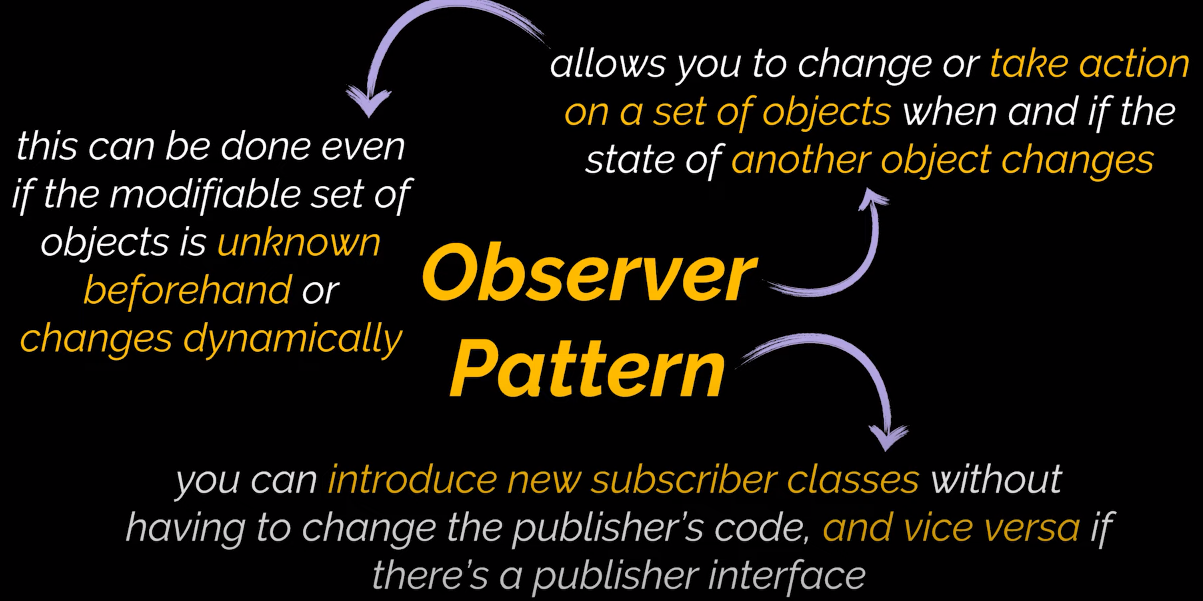 allows you to change or take action
on a set of objects when and if the
state of another object changes
this can be done even
if the modifiable set of
objects is unknown
beforehand or
changes dynamically
Observer
Pattern
you can introduce new subscriber classes without
having to change the publisher’s code, and vice versa if
there’s a publisher interface